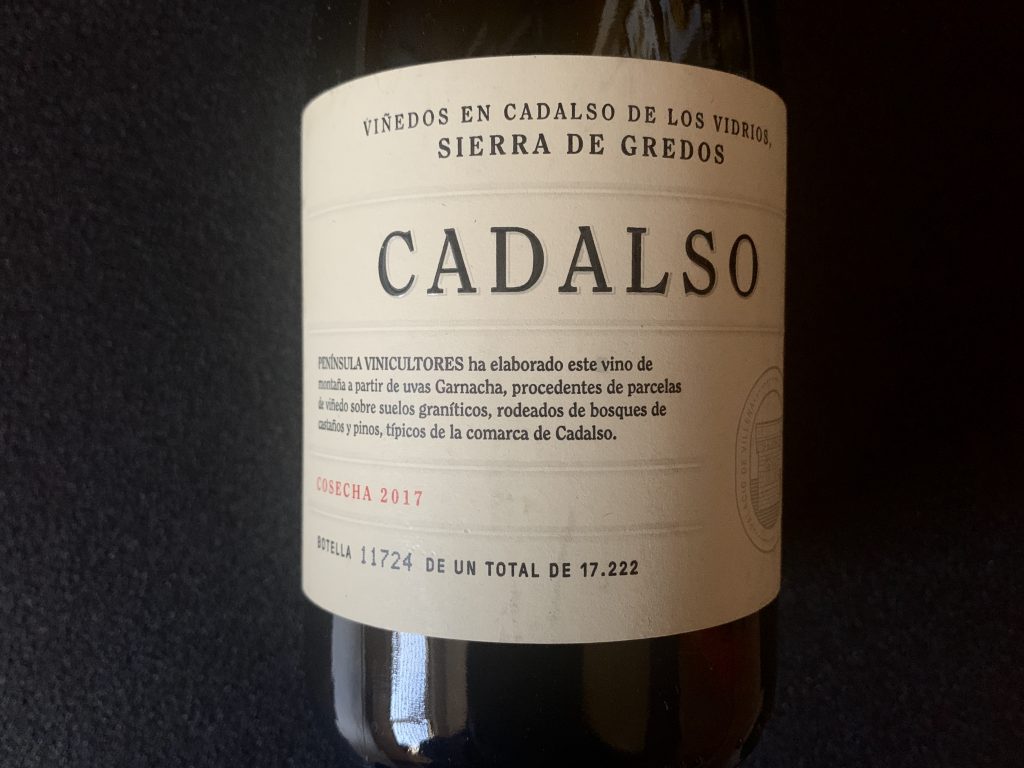 VIÑEDOS EN CADALSO DE LOS VIDRIOS,
SIERRA DE GREDOS
CADALSO
PENÍNSULA VINICULTORES ha elaborado este vino de
montaña a partir de uvas Garnacha, procedentes de parcelas
de viñedo sobre suelos graníticos, rodeados de bosques de
castaños y pinos, típicos de la comarca de Cadalso.
COSECHA 2017
BOTELLA 11724 DE UN TOTAL DE 17.222